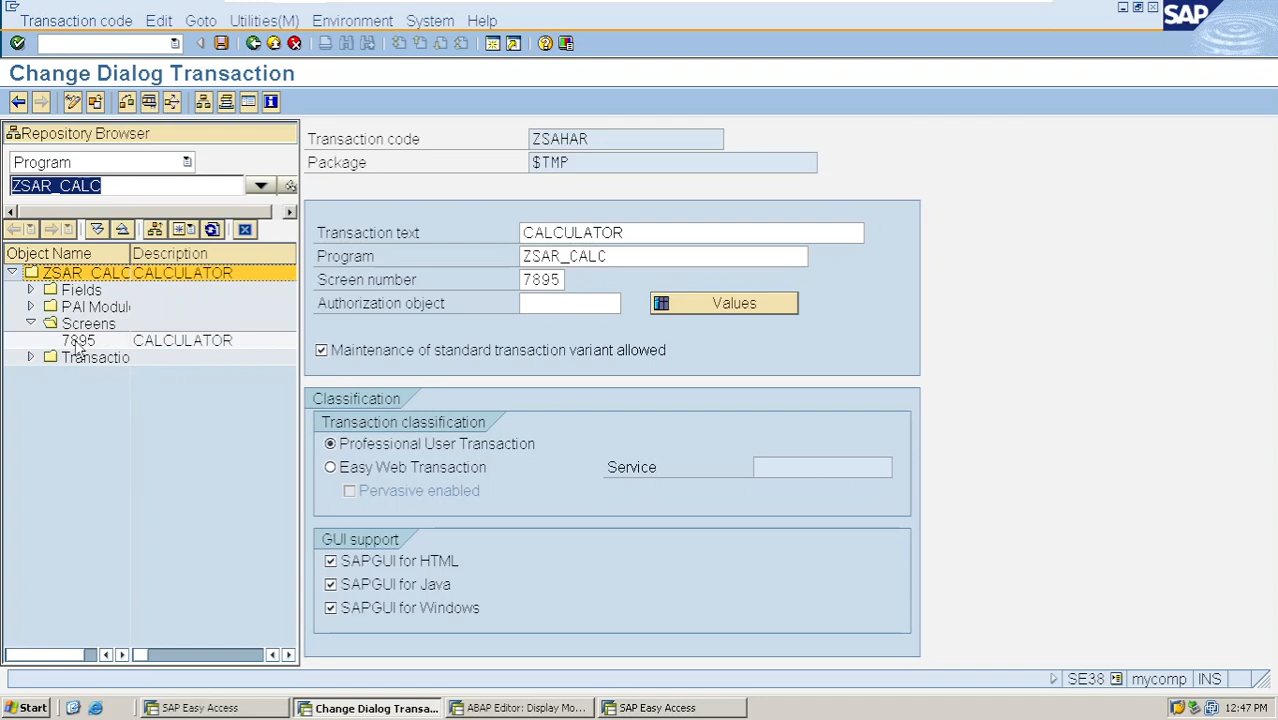 Transcription code Edit Goto Utilities(M) Environment System Help
SAP
Change Dialog Transaction
Repository Browser
Program
ZSAR_CALC
Object Name Description
ZSAR_CALC CALCULATOR
Fields
PAI Modul
Screens
7895 CALCULATOR
Transactio
Transaction code ZSAHAR
Package $TMP
Transaction text CALCULATOR
Program ZSAR_CALC
Screen number 7895
Authorization object Values
Maintenance of standard transaction variant allowed
Classification
Transaction classification
Professional User Transaction
Easy Web Transaction Service
Pervasive enabled
GUI support
SAPGUI for HTML
SAPGUI for Java
SAPGUI for Windows
SE38 mycomp INS
Start SAP Easy Access Change Dialog Transa... ABAP Editor: Display Mo... SAP Easy Access 12:47 PM